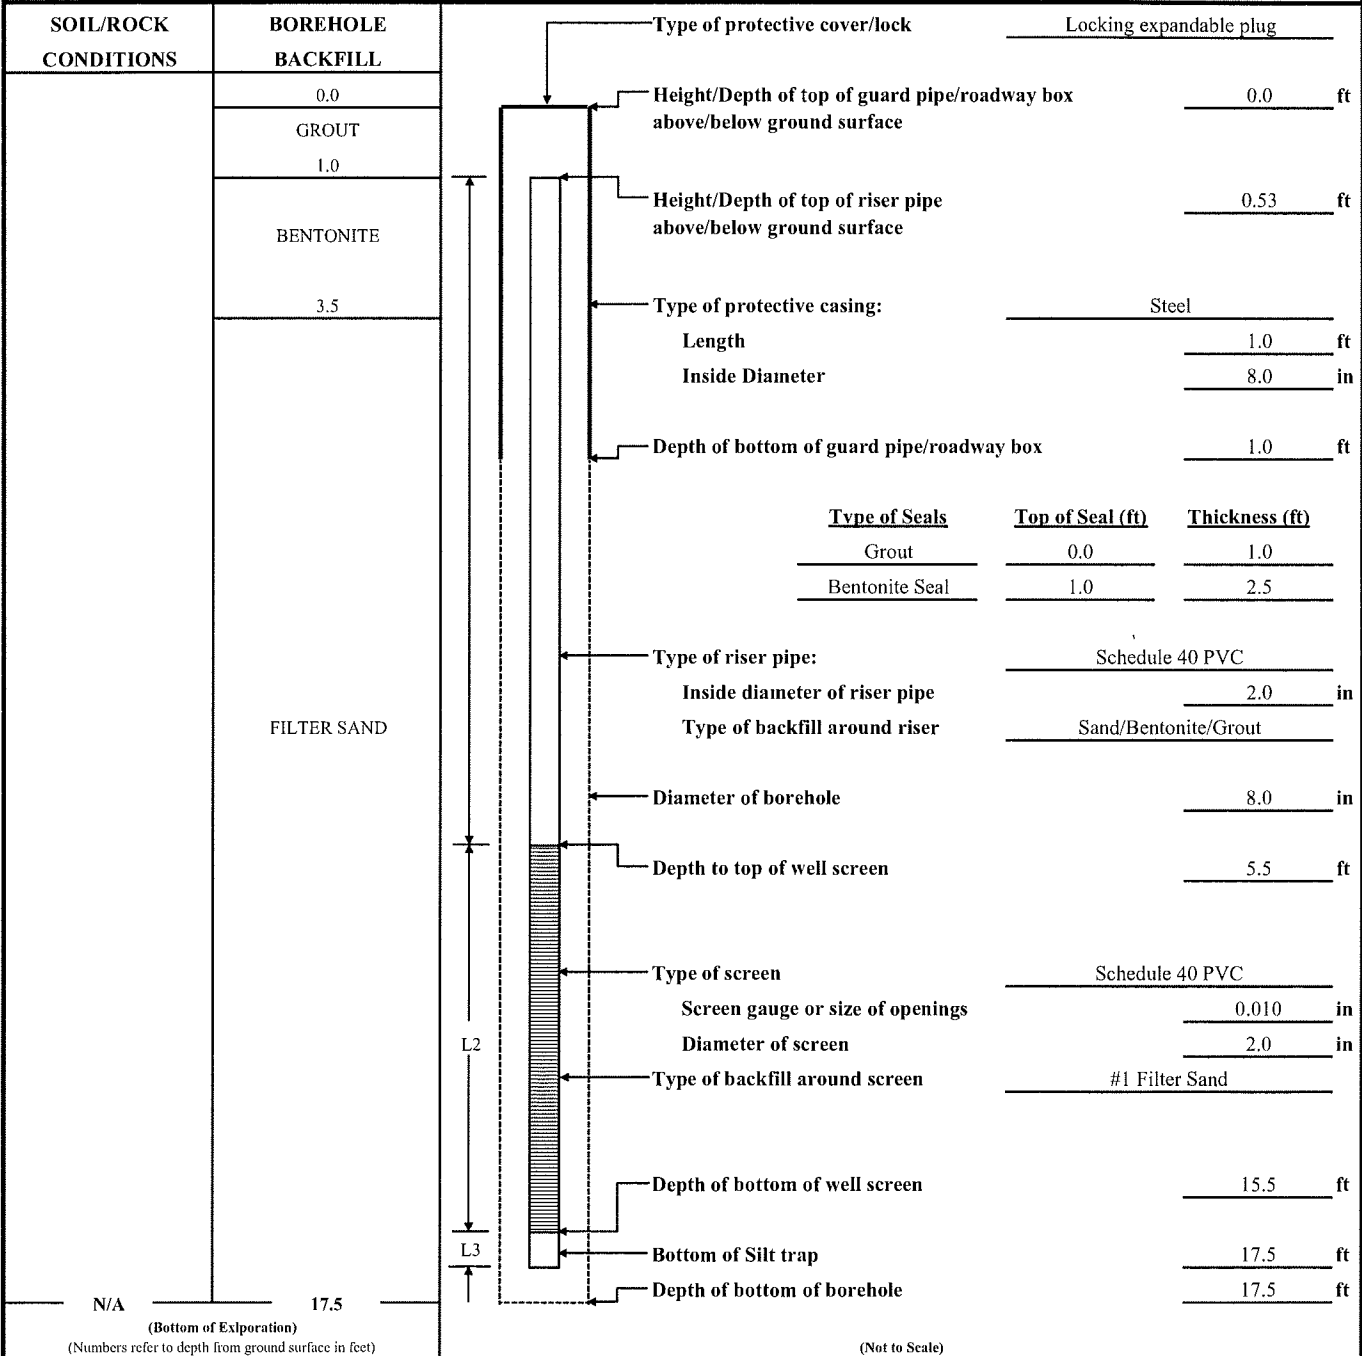 SOIL/ROCK
CONDITIONS
BOREHOLE
BACKFILL
0.0
GROUT
1.0
BENTONITE
3.5
FILTER SAND
N/A
17.5
(Bottom of Exlporation)
(Numbers refer to depth from ground surface in feet)
L2
L3
Type of protective cover/lock Locking expandable plug
Height/Depth of top of guard pipe/roadway box 0.0 ft
above/below ground surface
Height/Depth of top of riser pipe 0.53 ft
above/below ground surface
Type of protective casing: Steel
Length 1.0 ft
Inside Diameter 8.0 in
Depth of bottom of guard pipe/roadway box 1.0 ft
Type of Seals Top of Seal (ft) Thickness (ft)
Grout 0.0 1.0
Bentonite Seal 1.0 2.5
Type of riser pipe: Schedule 40 PVC
Inside diameter of riser pipe 2.0 in
Type of backfill around riser Sand/Bentonite/Grout
Diameter of borehole 8.0 in
Depth to top of well screen 5.5 ft
Type of screen Schedule 40 PVC
Screen gauge or size of openings 0.010 in
Diameter of screen 2.0 in
Type of backfill around screen #1 Filter Sand
Depth of bottom of well screen 15.5 ft
Bottom of Silt trap 17.5 ft
Depth of bottom of borehole 17.5 ft
(Not to Scale)